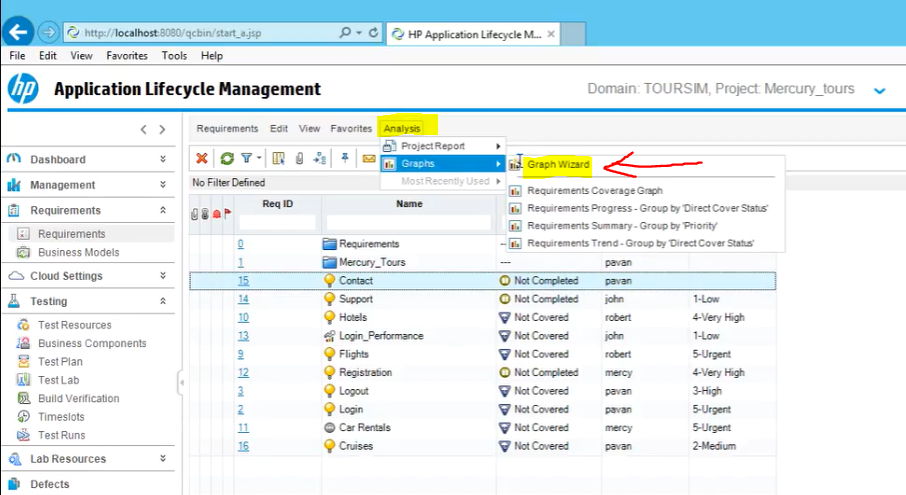 http://localhost:8080/qcbin/start_a.jsp
HP Application Lifecycle M...
File Edit View Favorites Tools Help
hp Application Lifecycle Management
Domain: TOURSIM, Project: Mercury_tours
Requirements Edit View Favorites Analysis
Project Report
Graphs
Most Recently Used
Graph Wizard
Requirements Coverage Graph
Requirements Progress - Group by 'Direct Cover Status'
Requirements Summary - Group by 'Priority'
Requirements Trend - Group by 'Direct Cover Status'
No Filter Defined
Dashboard
Management
Requirements
Requirements
Business Models
Cloud Settings
Testing
Test Resources
Business Components
Test Plan
Test Lab
Build Verification
Timeslots
Test Runs
Lab Resources
Defects
Req ID Name
0 Requirements ---
1 Mercury_Tours --- pavan
15 Contact Not Completed pavan
14 Support Not Completed john 1-Low
10 Hotels Not Covered robert 4-Very High
13 Login_Performance Not Covered john 1-Low
9 Flights Not Covered robert 5-Urgent
12 Registration Not Completed mercy 4-Very High
3 Logout Not Covered pavan 3-High
2 Login Not Covered pavan 5-Urgent
11 Car Rentals Not Covered mercy 5-Urgent
16 Cruises Not Covered pavan 2-Medium